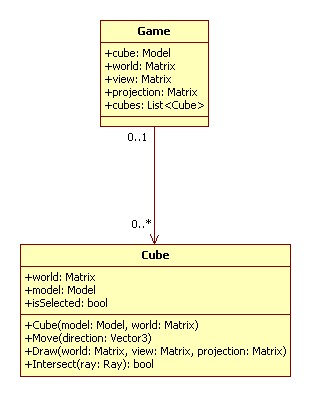 Game
+cube: Model
+world: Matrix
+view: Matrix
+projection: Matrix
+cubes: List<Cube>
0..1
0..*
Cube
+world: Matrix
+model: Model
+isSelected: bool
+Cube(model: Model, world: Matrix)
+Move(direction: Vector3)
+Draw(world: Matrix, view: Matrix, projection: Matrix)
+Intersect(ray: Ray): bool